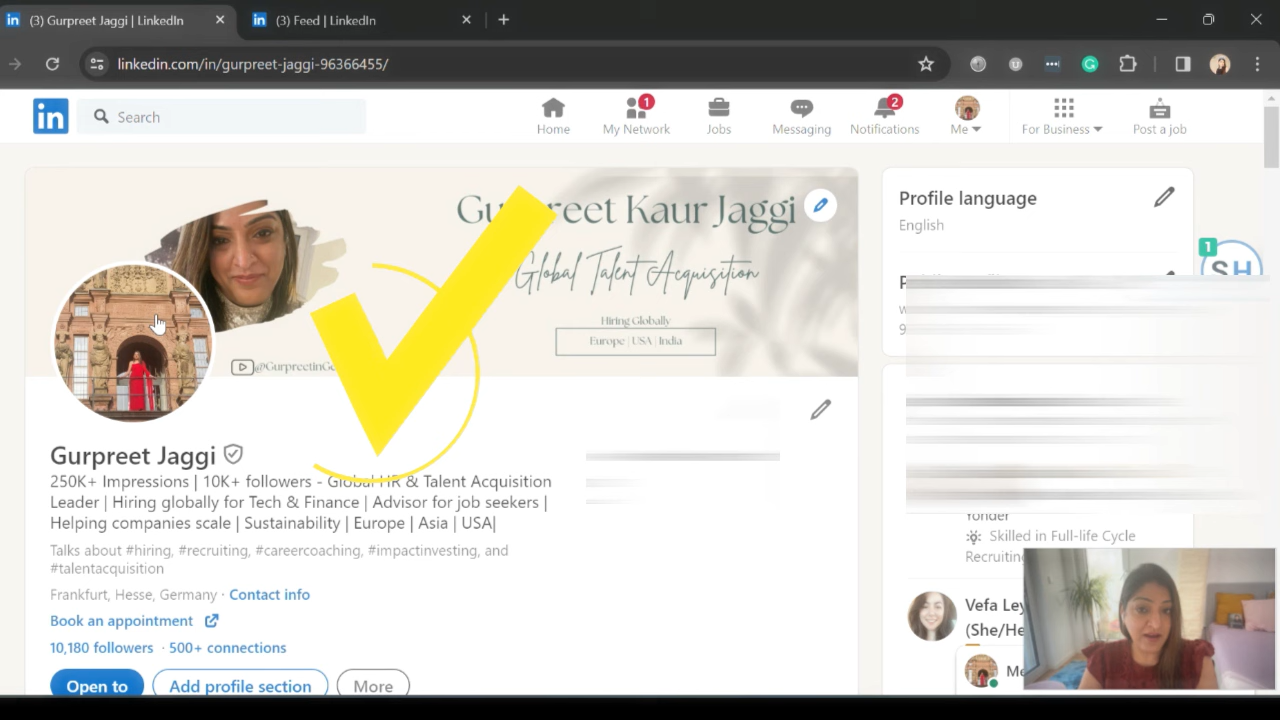 in (3) Gurpreet Jaggi | LinkedIn
in (3) Feed | LinkedIn
linkedin.com/in/gurpreet-jaggi-96366455/
in
Search
1
2
Home
My Network
Jobs
Messaging
Notifications
Me
For Business
Post a job
Gurpreet Kaur Jaggi
Global Talent Acquisition
Hiring Globally
Europe | USA | India
Gurpreet Jaggi
250K+ Impressions | 10K+ followers - Global HR & Talent Acquisition
Leader | Hiring globally for Tech & Finance | Advisor for job seekers |
Helping companies scale | Sustainability | Europe | Asia | USA|
Talks about #hiring, #recruiting, #careercoaching, #impactinvesting, and
#talentacquisition
Frankfurt, Hesse, Germany · Contact info
Book an appointment
10,180 followers · 500+ connections
Open to
Add profile section
More
Profile language
English
1
SH
Yonder
Skilled in Full-life Cycle
Vefa